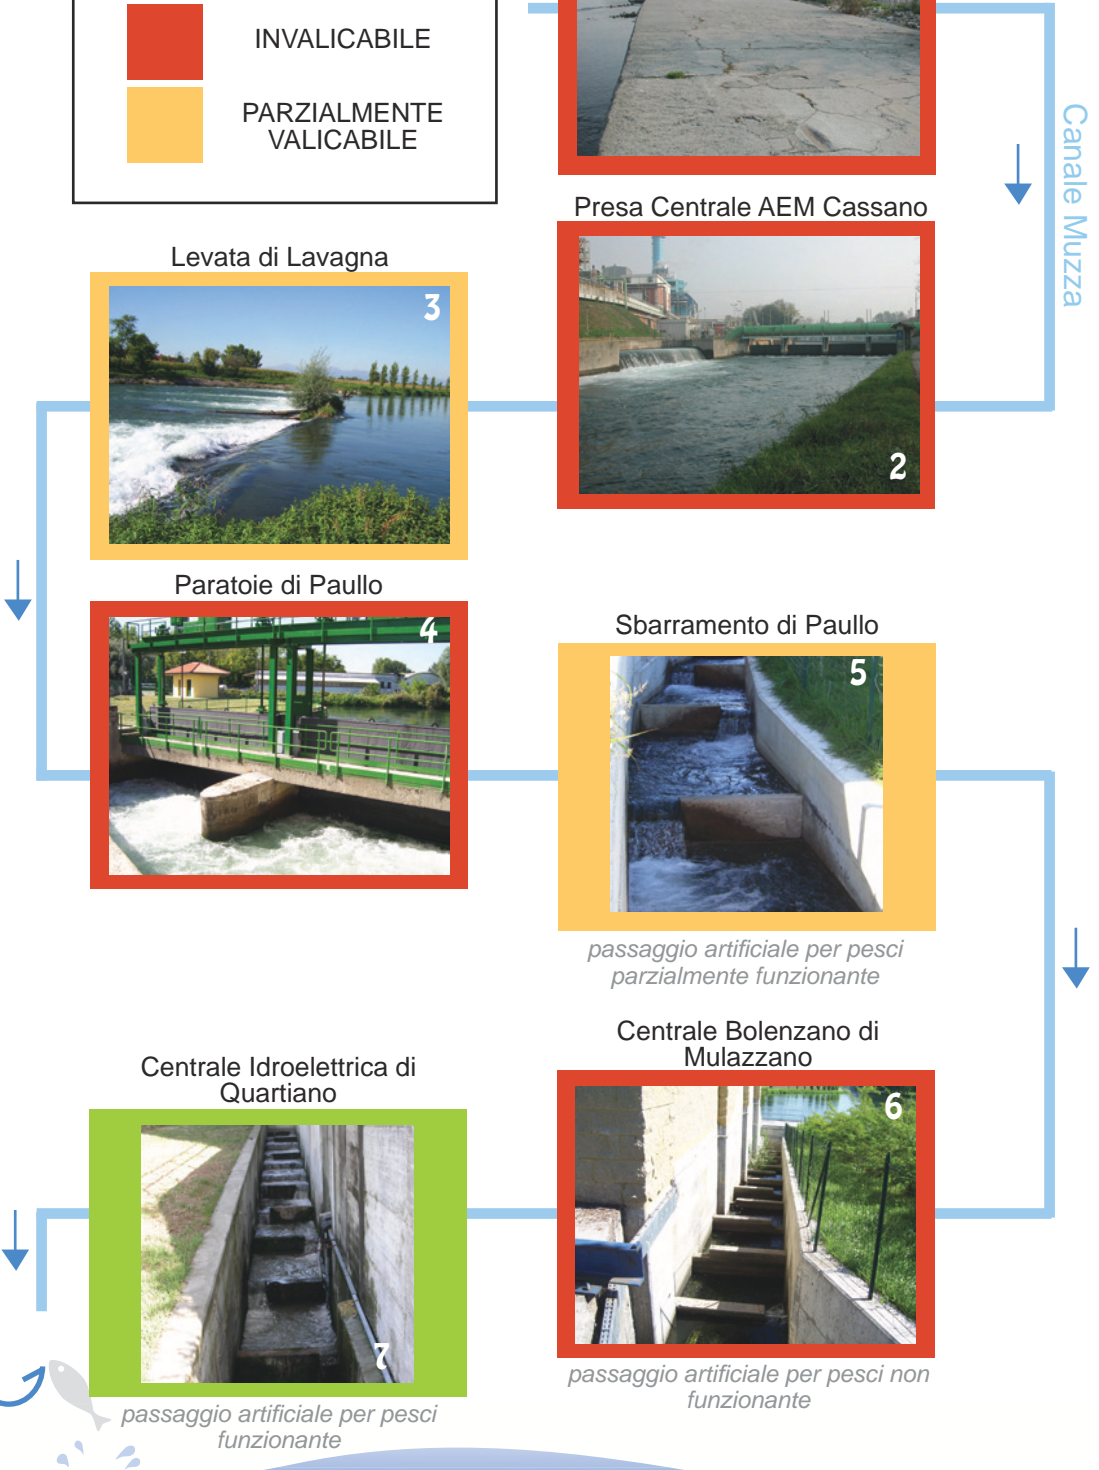 INVALICABILE
PARZIALMENTE
VALICABILE
Canale Muzza
Presa Centrale AEM Cassano
2
Levata di Lavagna
3
Paratoie di Paullo
4
Sbarramento di Paullo
5
passaggio artificiale per pesci
parzialmente funzionante
Centrale Bolenzano di
Mulazzano
6
passaggio artificiale per pesci non
funzionante
Centrale Idroelettrica di
Quartiano
7
passaggio artificiale per pesci
funzionante